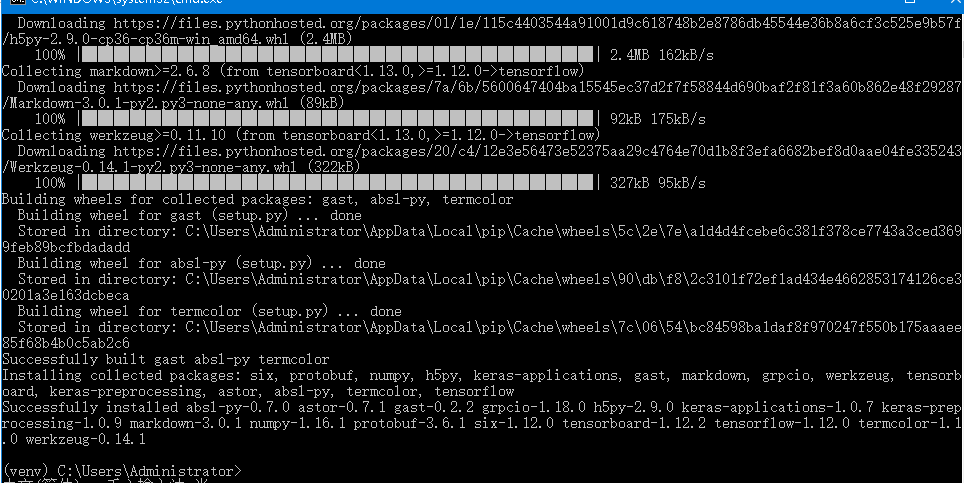 C:\WINDOWS\system32\cmd.exe
  Downloading https://files.pythonhosted.org/packages/01/1e/115c4403544a91001d9c618748b2e8786db45544e36b8a6cf3c525e9b57f
/h5py-2.9.0-cp36-cp36m-win_amd64.whl (2.4MB)
    100% |████████████████████████████████| 2.4MB 162kB/s
Collecting markdown>=2.6.8 (from tensorboard<1.13.0,>=1.12.0->tensorflow)
  Downloading https://files.pythonhosted.org/packages/7a/6b/5600647404ba15545ec37d2f7f58844d690baf2f81f3a60b862e48f29287
/Markdown-3.0.1-py2.py3-none-any.whl (89kB)
    100% |████████████████████████████████| 92kB 175kB/s
Collecting werkzeug>=0.11.10 (from tensorboard<1.13.0,>=1.12.0->tensorflow)
  Downloading https://files.pythonhosted.org/packages/20/c4/12e3e56473e52375aa29c4764e70d1b8f3efa6682bef8d0aae04fe335243
/Werkzeug-0.14.1-py2.py3-none-any.whl (322kB)
    100% |████████████████████████████████| 327kB 95kB/s
Building wheels for collected packages: gast, absl-py, termcolor
  Building wheel for gast (setup.py) ... done
  Stored in directory: C:\Users\Administrator\AppData\Local\pip\Cache\wheels\5c\2e\7e\a1d4d4fcebe6c381f378ce7743a3ced369
9feb89bcfbdadadd
  Building wheel for absl-py (setup.py) ... done
  Stored in directory: C:\Users\Administrator\AppData\Local\pip\Cache\wheels\90\db\f8\2c3101f72ef1ad434e4662853174126ce3
0201a3e163dcbeca
  Building wheel for termcolor (setup.py) ... done
  Stored in directory: C:\Users\Administrator\AppData\Local\pip\Cache\wheels\7c\06\54\bc84598ba1daf8f970247f550b175aaaee
85f68b4b0c5ab2c6
Successfully built gast absl-py termcolor
Installing collected packages: six, protobuf, numpy, h5py, keras-applications, gast, markdown, grpcio, werkzeug, tensorb
oard, keras-preprocessing, astor, absl-py, termcolor, tensorflow
Successfully installed absl-py-0.7.0 astor-0.7.1 gast-0.2.2 grpcio-1.18.0 h5py-2.9.0 keras-applications-1.0.7 keras-prep
rocessing-1.0.9 markdown-3.0.1 numpy-1.16.1 protobuf-3.6.1 six-1.12.0 tensorboard-1.12.2 tensorflow-1.12.0 termcolor-1.1
.0 werkzeug-0.14.1
(venv) C:\Users\Administrator>